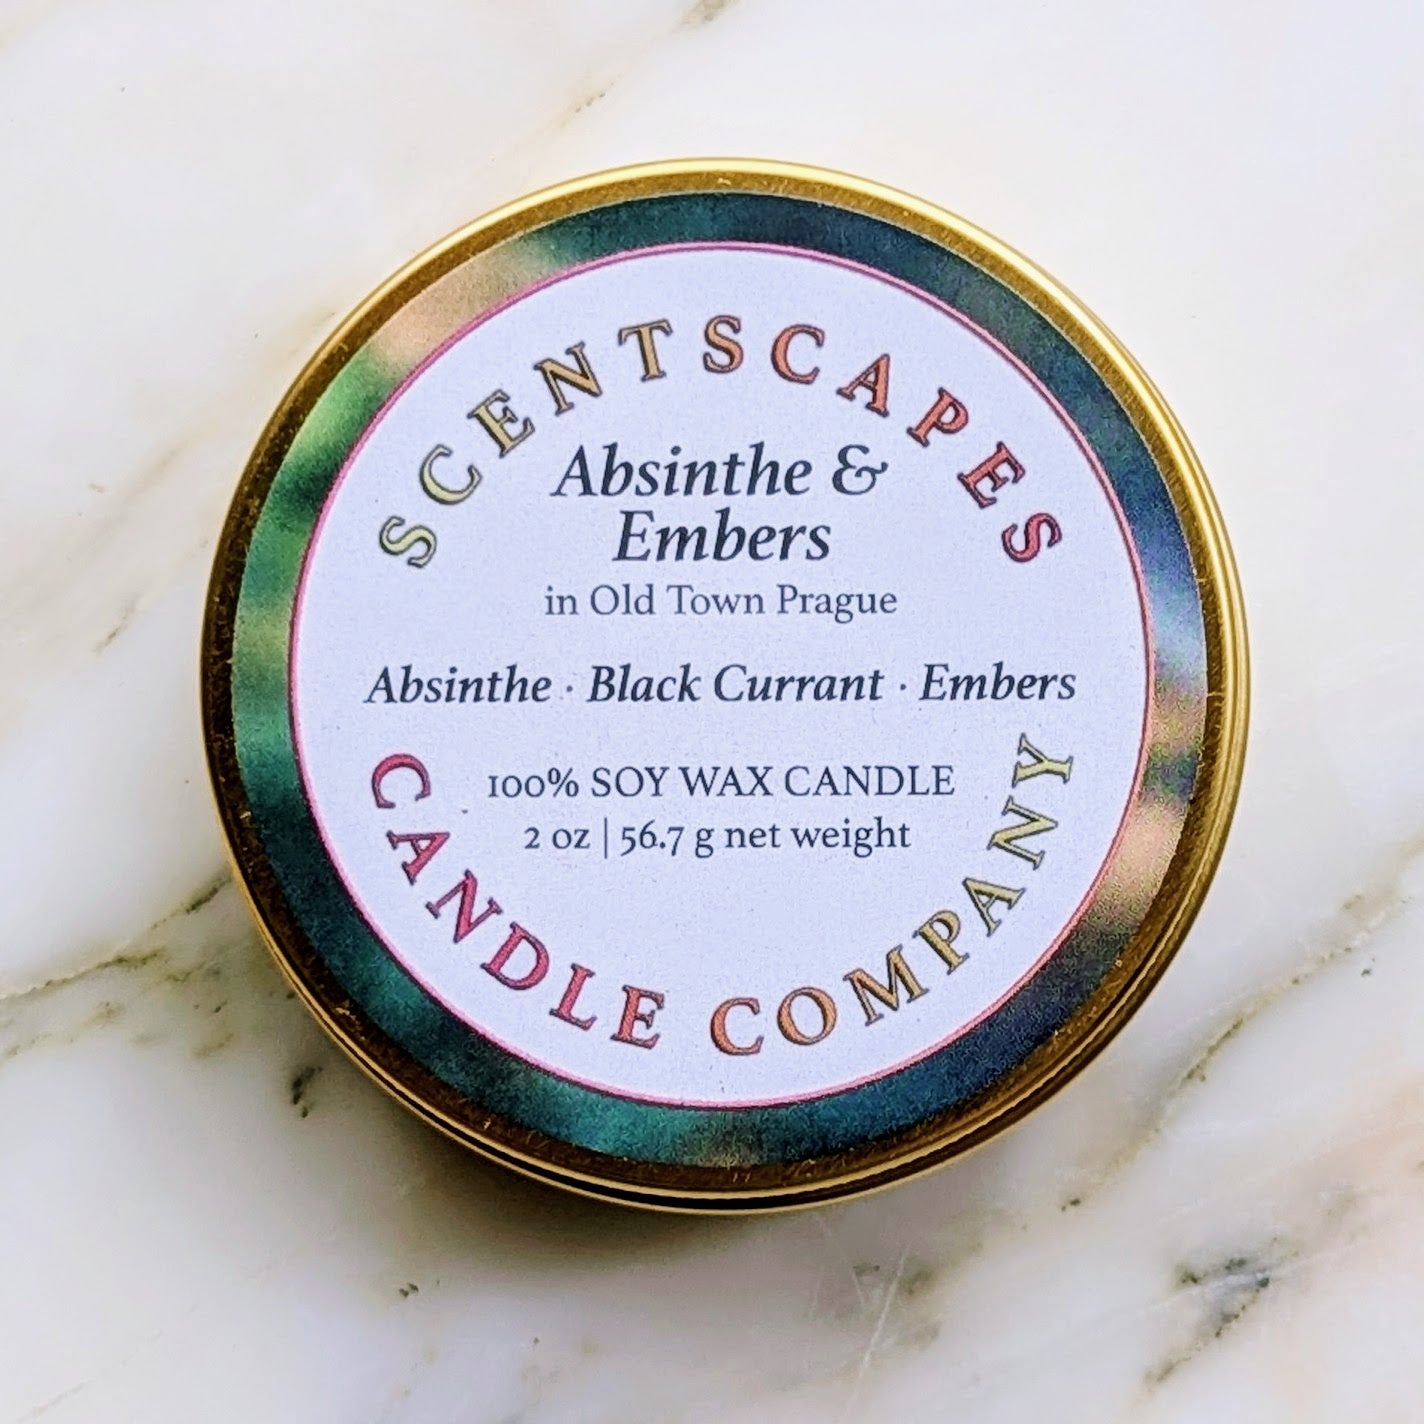 SCENTSCAPES
Absinthe &
Embers
in Old Town Prague
Absinthe · Black Currant · Embers
100% SOY WAX CANDLE
2 oz | 56.7 g net weight
CANDLE COMPANY